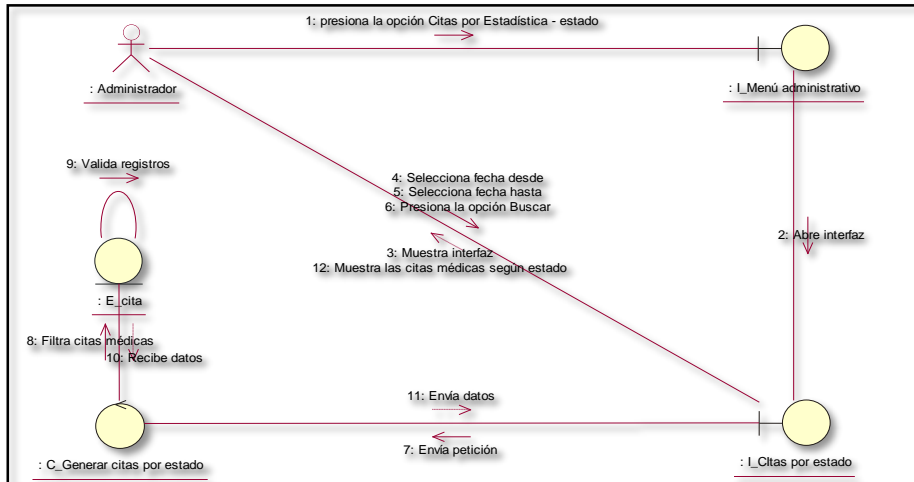 1: presiona la opción Citas por Estadística - estado
: Administrador
: I_Menú administrativo
9: Valida registros
4: Selecciona fecha desde
5: Selecciona fecha hasta
6: Presiona la opción Buscar
2: Abre interfaz
3: Muestra interfaz
12: Muestra las citas médicas según estado
: E_cita
8: Filtra citas médicas
10: Recibe datos
11: Envía datos
7: Envía petición
: C_Generar citas por estado
: I_CItas por estado